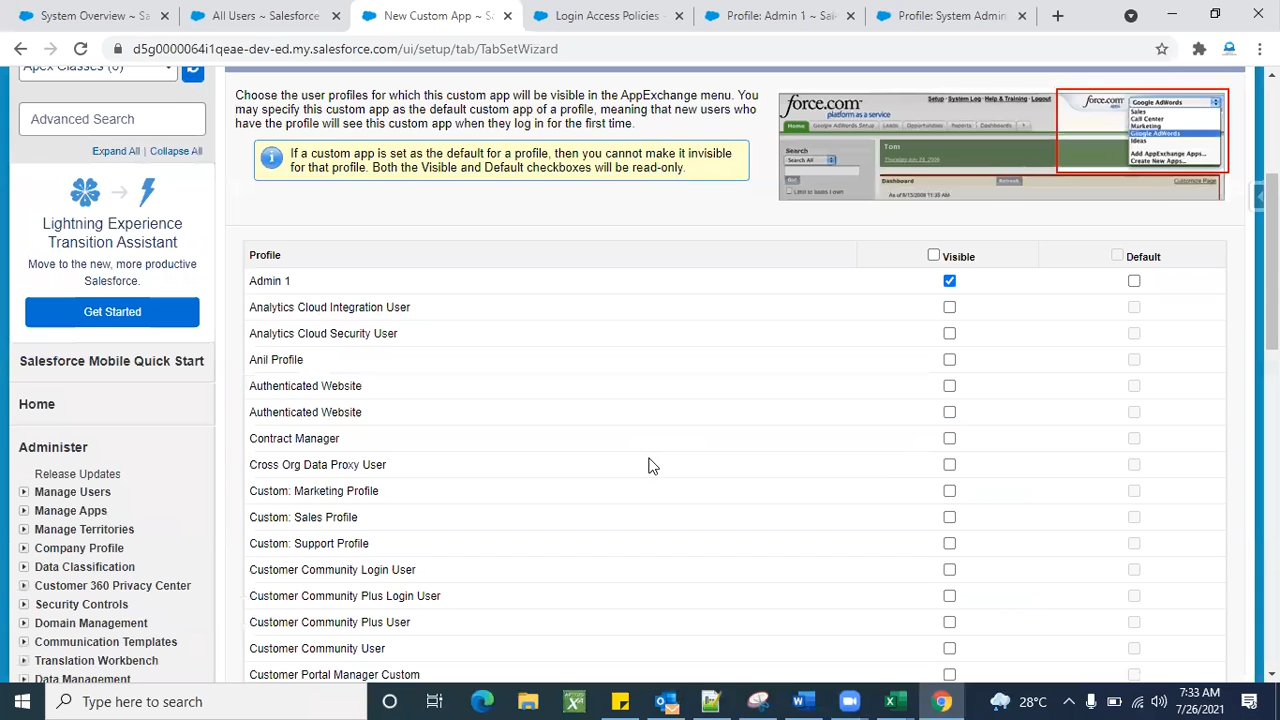 System Overview ~ S
All Users ~ Salesforce
New Custom App ~ S
Login Access Policies
Profile: Admin 1 ~ Sal
Profile: System Admin
d5g0000064i1qeae-dev-ed.my.salesforce.com/ui/setup/tab/TabSetWizard
Apex Classes (0)
Advanced Search
Expand All | Collapse All
Lightning Experience
Transition Assistant
Move to the new, more productive
Salesforce.
Get Started
Salesforce Mobile Quick Start
Home
Administer
Release Updates
Manage Users
Manage Apps
Manage Territories
Company Profile
Data Classification
Customer 360 Privacy Center
Security Controls
Domain Management
Communication Templates
Translation Workbench
Data Management
Choose the user profiles for which this custom app will be visible in the AppExchange menu. You
may specify this custom app as the default custom app of a profile, meaning that new users who
have the profile will see this custom app when they log in for the first time.
If a custom app is set as the default for a profile, then you cannot make it invisible
for that profile. Both the Visible and Default checkboxes will be read-only.
force.com
platform as a service
Setup · System Log · Help & Training · Logout
Home Google AdWords Setup Leads Opportunities Reports Dashboards
Search
Search All
Go!
Limit to items I own
Tom
Dashboard
Refresh
Customize Page
As of 9/15/2008 11:35 AM
force.com
Google AdWords
Sales
Call Center
Marketing
Google AdWords
Ideas
Add AppExchange Apps...
Create New Apps...
Profile Visible Default
Admin 1
Analytics Cloud Integration User
Analytics Cloud Security User
Anil Profile
Authenticated Website
Authenticated Website
Contract Manager
Cross Org Data Proxy User
Custom: Marketing Profile
Custom: Sales Profile
Custom: Support Profile
Customer Community Login User
Customer Community Plus Login User
Customer Community Plus User
Customer Community User
Customer Portal Manager Custom
Type here to search
28°C
7:33 AM
7/26/2021